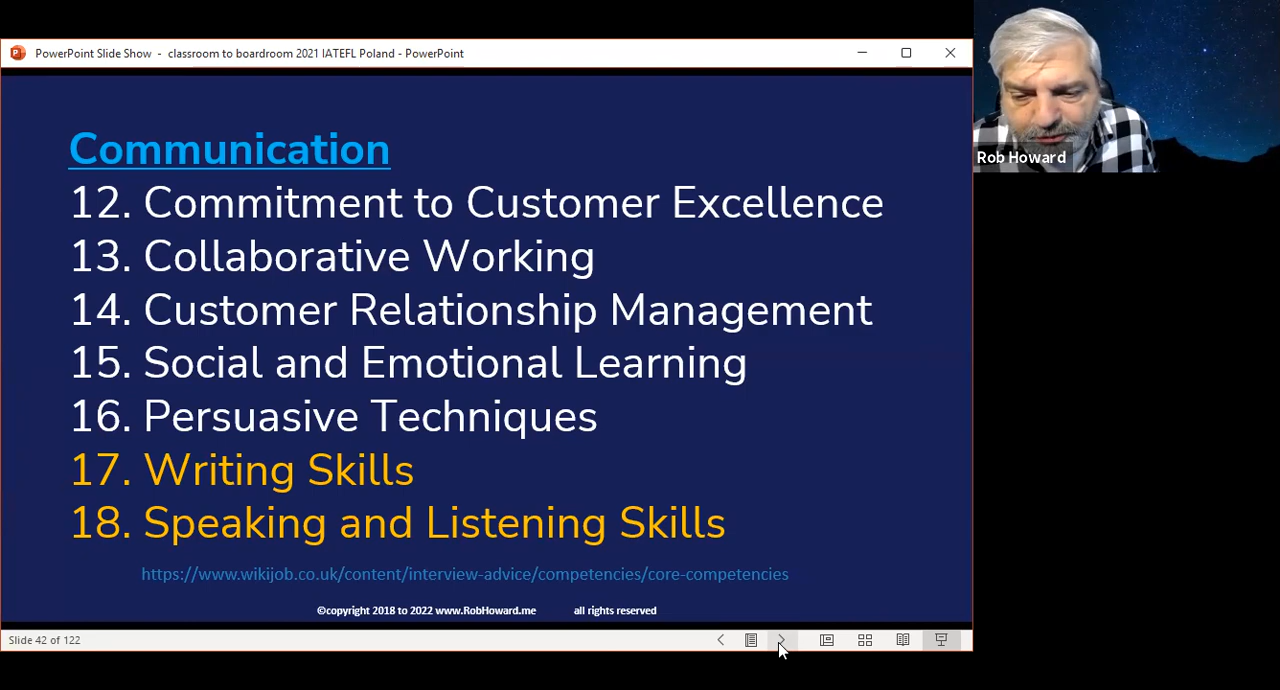 PowerPoint Slide Show - classroom to boardroom 2021 IATEFL Poland - PowerPoint
Communication
12. Commitment to Customer Excellence
13. Collaborative Working
14. Customer Relationship Management
15. Social and Emotional Learning
16. Persuasive Techniques
17. Writing Skills
18. Speaking and Listening Skills
https://www.wikijob.co.uk/content/interview-advice/competencies/core-competencies
©copyright 2018 to 2022 www.RobHoward.me all rights reserved
Slide 42 of 122
Rob Howard